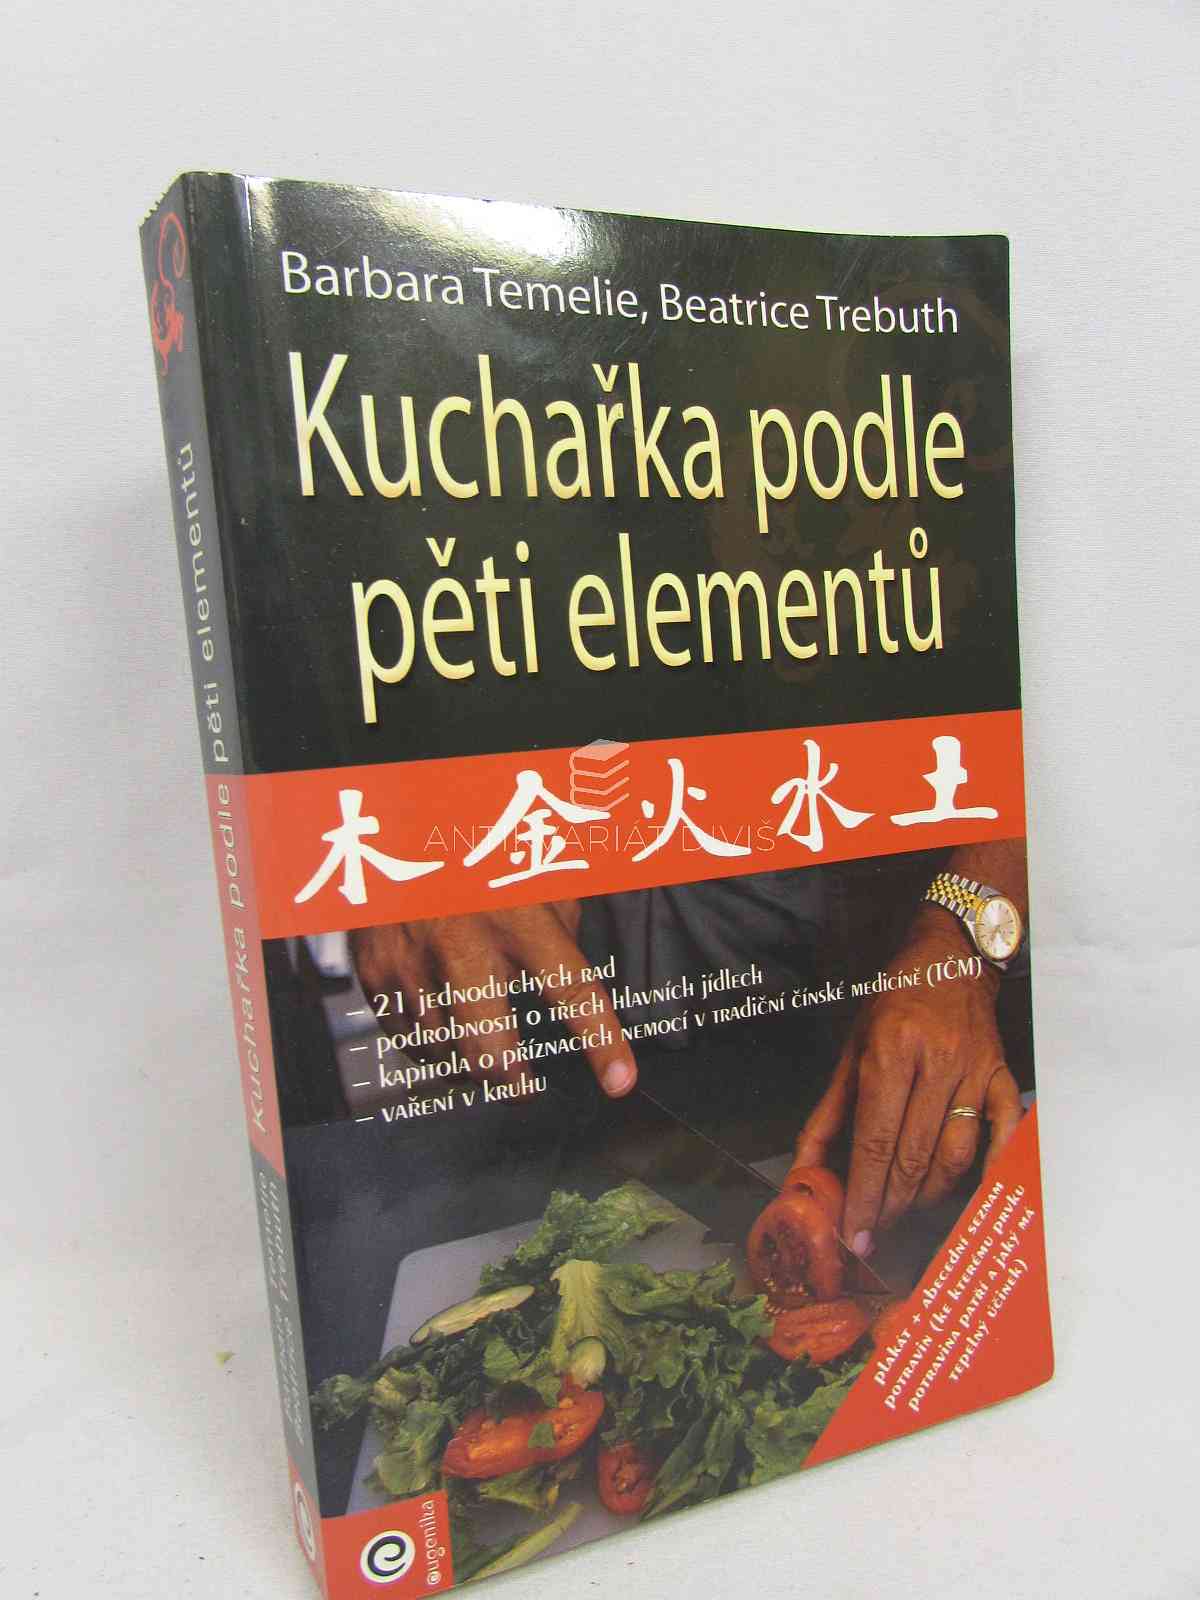 Barbara Temelie, Beatrice Trebuth
Kuchařka podle
pěti elementů
木金火水土
ANTIKVARIÁT DIVIŠ
– 21 jednoduchých rad
– podrobnosti o třech hlavních jídlech
– kapitola o příznacích nemocí v tradiční čínské medicíně (TČM)
– vaření v kruhu
plakát + abecední seznam
potravin (ke kterému prvku
potravina patří a jaký má
tepelný účinek)
eugenika
Kuchařka podle pěti elementů
Barbara Temelie
Beatrice Trebuth